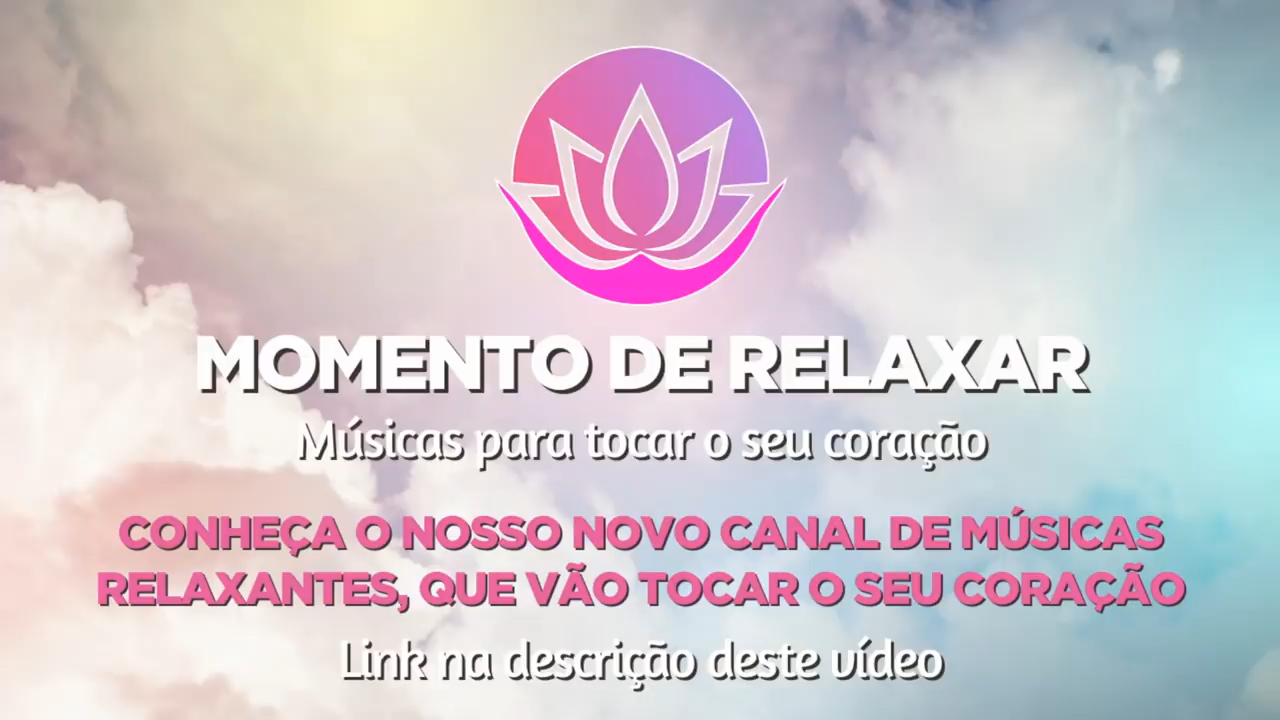 MOMENTO DE RELAXAR
Músicas para tocar o seu coração
CONHEÇA O NOSSO NOVO CANAL DE MÚSICAS
RELAXANTES, QUE VÃO TOCAR O SEU CORAÇÃO
Link na descrição deste vídeo